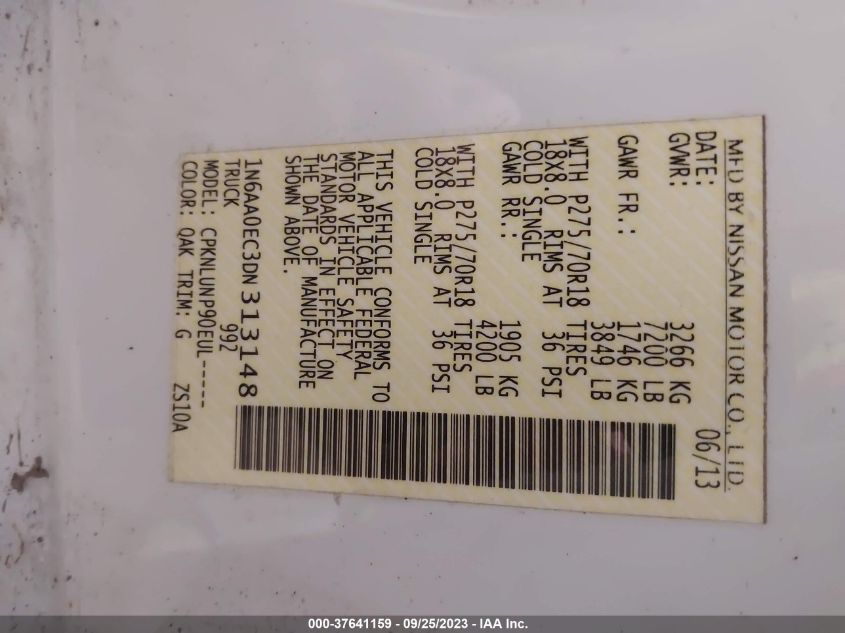 MFD BY NISSAN MOTOR CO., LTD.
DATE: 06/13
GVWR: 3266 KG
7200 LB
GAWR FR.: 1746 KG
3849 LB
WITH P275/70R18 TIRES
18X8.0 RIMS AT 36 PSI
COLD SINGLE
GAWR RR.: 1905 KG
4200 LB
WITH P275/70R18 TIRES
18X8.0 RIMS AT 36 PSI
COLD SINGLE
THIS VEHICLE CONFORMS TO
ALL APPLICABLE FEDERAL
MOTOR VEHICLE SAFETY
STANDARDS IN EFFECT ON
THE DATE OF MANUFACTURE
SHOWN ABOVE.
1N6AA0EC3DN313148
TRUCK 992
MODEL: CPKNLUNP90EUL-----
COLOR: QAK TRIM: G ZS10A
000-37641159 - 09/25/2023 - IAA Inc.